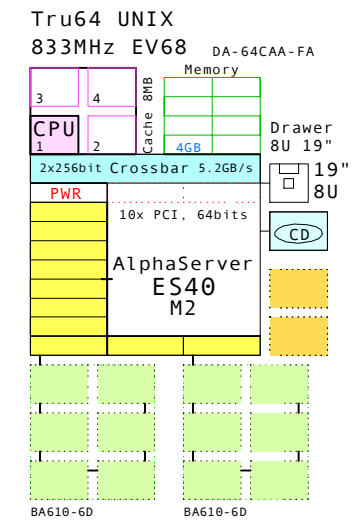 Tru64 UNIX
833MHz EV68 DA-64CAA-FA
Memory
3 4
Cache 8MB
CPU
1 2
4GB
Drawer
8U 19"
2x256bit Crossbar 5.2GB/s
19"
8U
PWR
10x PCI, 64bits
CD
AlphaServer
ES40
M2
BA610-6D BA610-6D